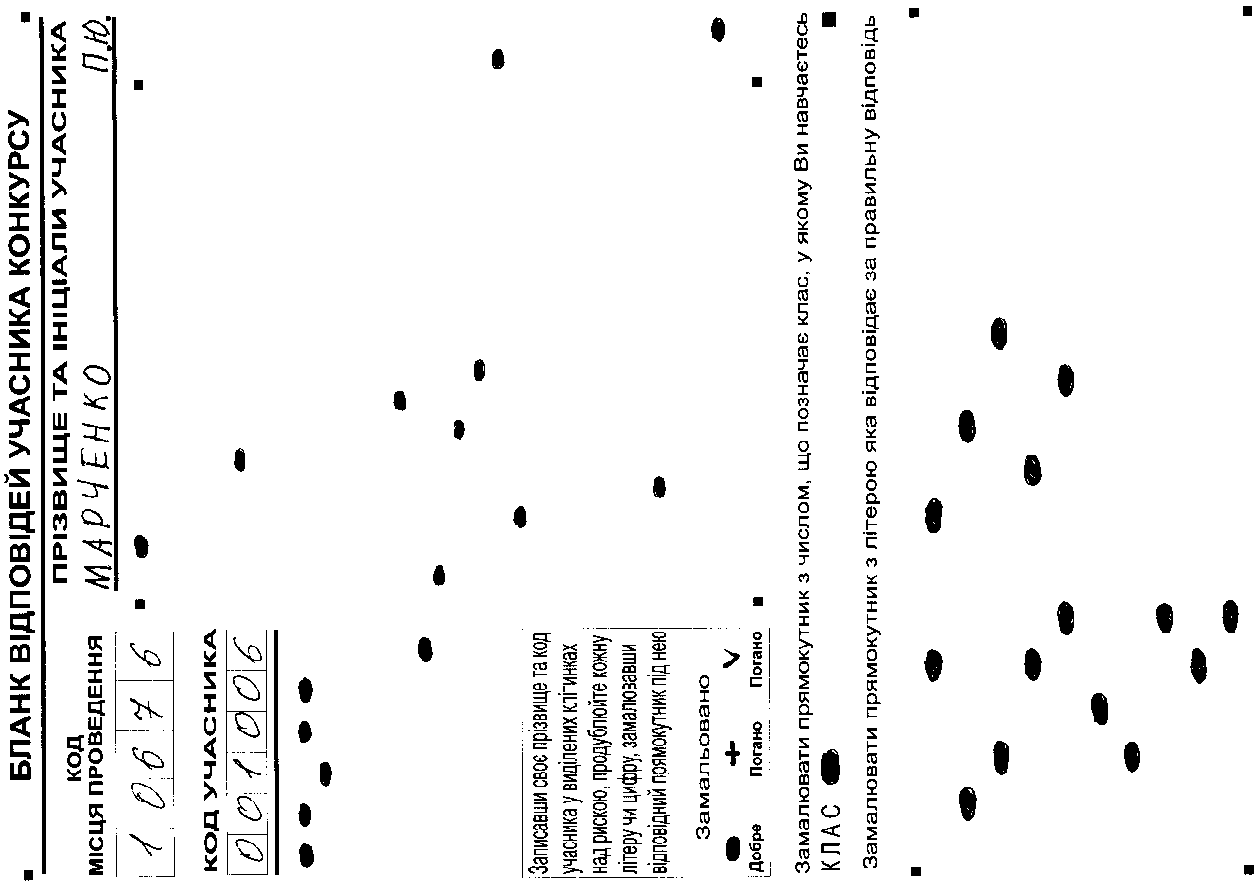 БЛАНК ВІДПОВІДЕЙ УЧАСНИКА КОНКУРСУ
ПРІЗВИЩЕ ТА ІНІЦІАЛИ УЧАСНИКА
МАРЧЕНКО П.Ю.
КОД
МІСЦЯ ПРОВЕДЕННЯ
1 0 6 7 6
КОД УЧАСНИКА
0 0 1 0 0 6
Записавши своє прізвище та код
учасника у виділених клітинках
над рискою, продублюйте кожну
літеру чи цифру, замалювавши
відповідний прямокутник під нею
Замальовано
Добре Погано Погано
Замалювати прямокутник з числом, що позначає клас, у якому Ви навчаєтесь
КЛАС
Замалювати прямокутник з літерою яка відповідає за правильну відповідь